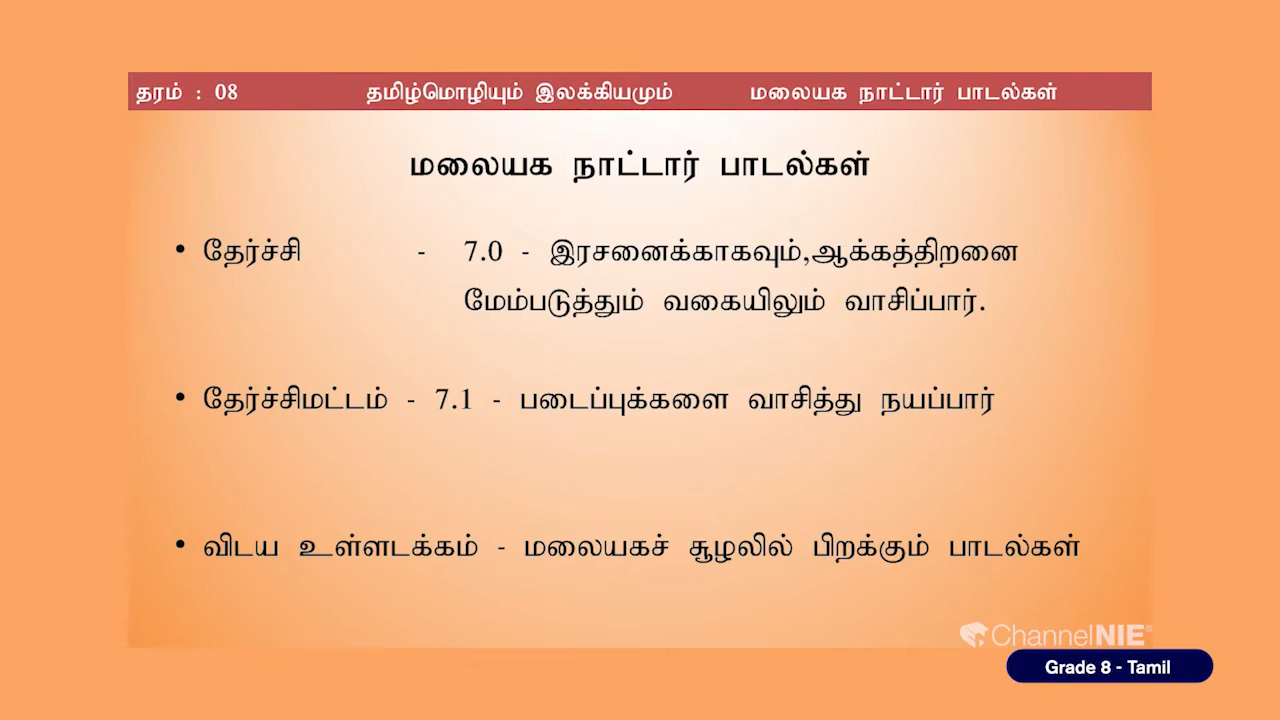 தரம் : 08 தமிழ்மொழியும் இலக்கியமும் மலையக நாட்டார் பாடல்கள்
மலையக நாட்டார் பாடல்கள்
• தேர்ச்சி - 7.0 - இரசனைக்காகவும்,ஆக்கத்திறனை
மேம்படுத்தும் வகையிலும் வாசிப்பார்.
• தேர்ச்சிமட்டம் - 7.1 - படைப்புக்களை வாசித்து நயப்பார்
• விடய உள்ளடக்கம் - மலையகச் சூழலில் பிறக்கும் பாடல்கள்
ChannelNIE®
Grade 8 - Tamil